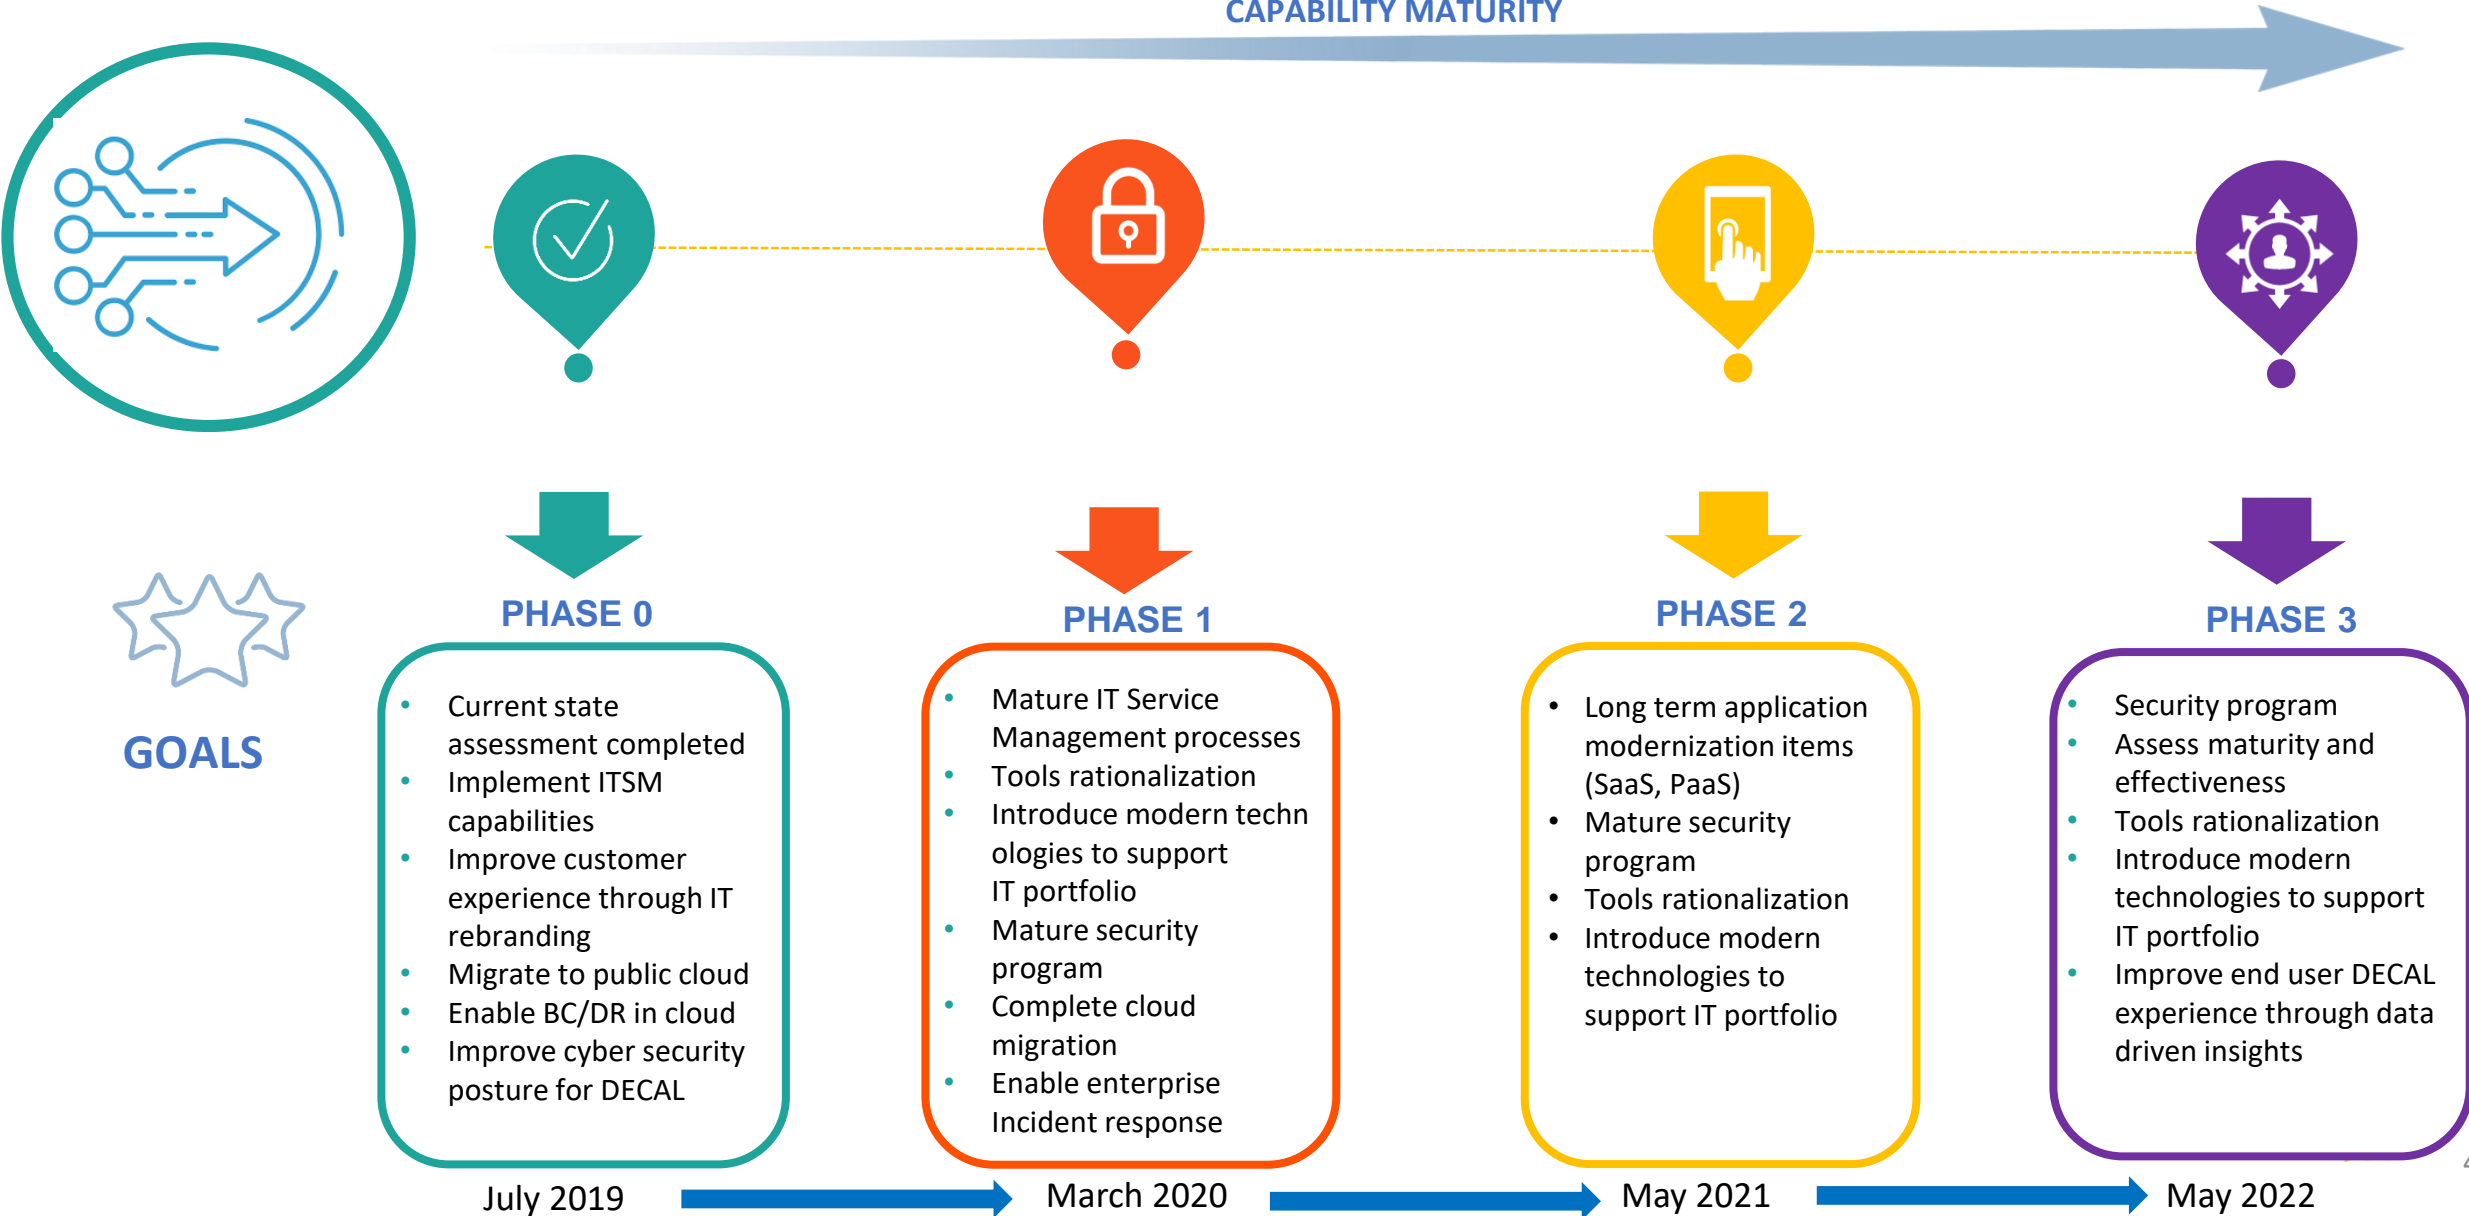 CAPABILITY MATURITY
GOALS
PHASE 0
• Current state
assessment completed
• Implement ITSM
capabilities
• Improve customer
experience through IT
rebranding
• Migrate to public cloud
• Enable BC/DR in cloud
• Improve cyber security
posture for DECAL
July 2019
PHASE 1
• Mature IT Service
Management processes
• Tools rationalization
• Introduce modern techn
ologies to support
IT portfolio
• Mature security
program
• Complete cloud
migration
• Enable enterprise
Incident response
March 2020
PHASE 2
• Long term application
modernization items
(SaaS, PaaS)
• Mature security
program
• Tools rationalization
• Introduce modern
technologies to
support IT portfolio
May 2021
PHASE 3
• Security program
• Assess maturity and
effectiveness
• Tools rationalization
• Introduce modern
technologies to support
IT portfolio
• Improve end user DECAL
experience through data
driven insights
May 2022